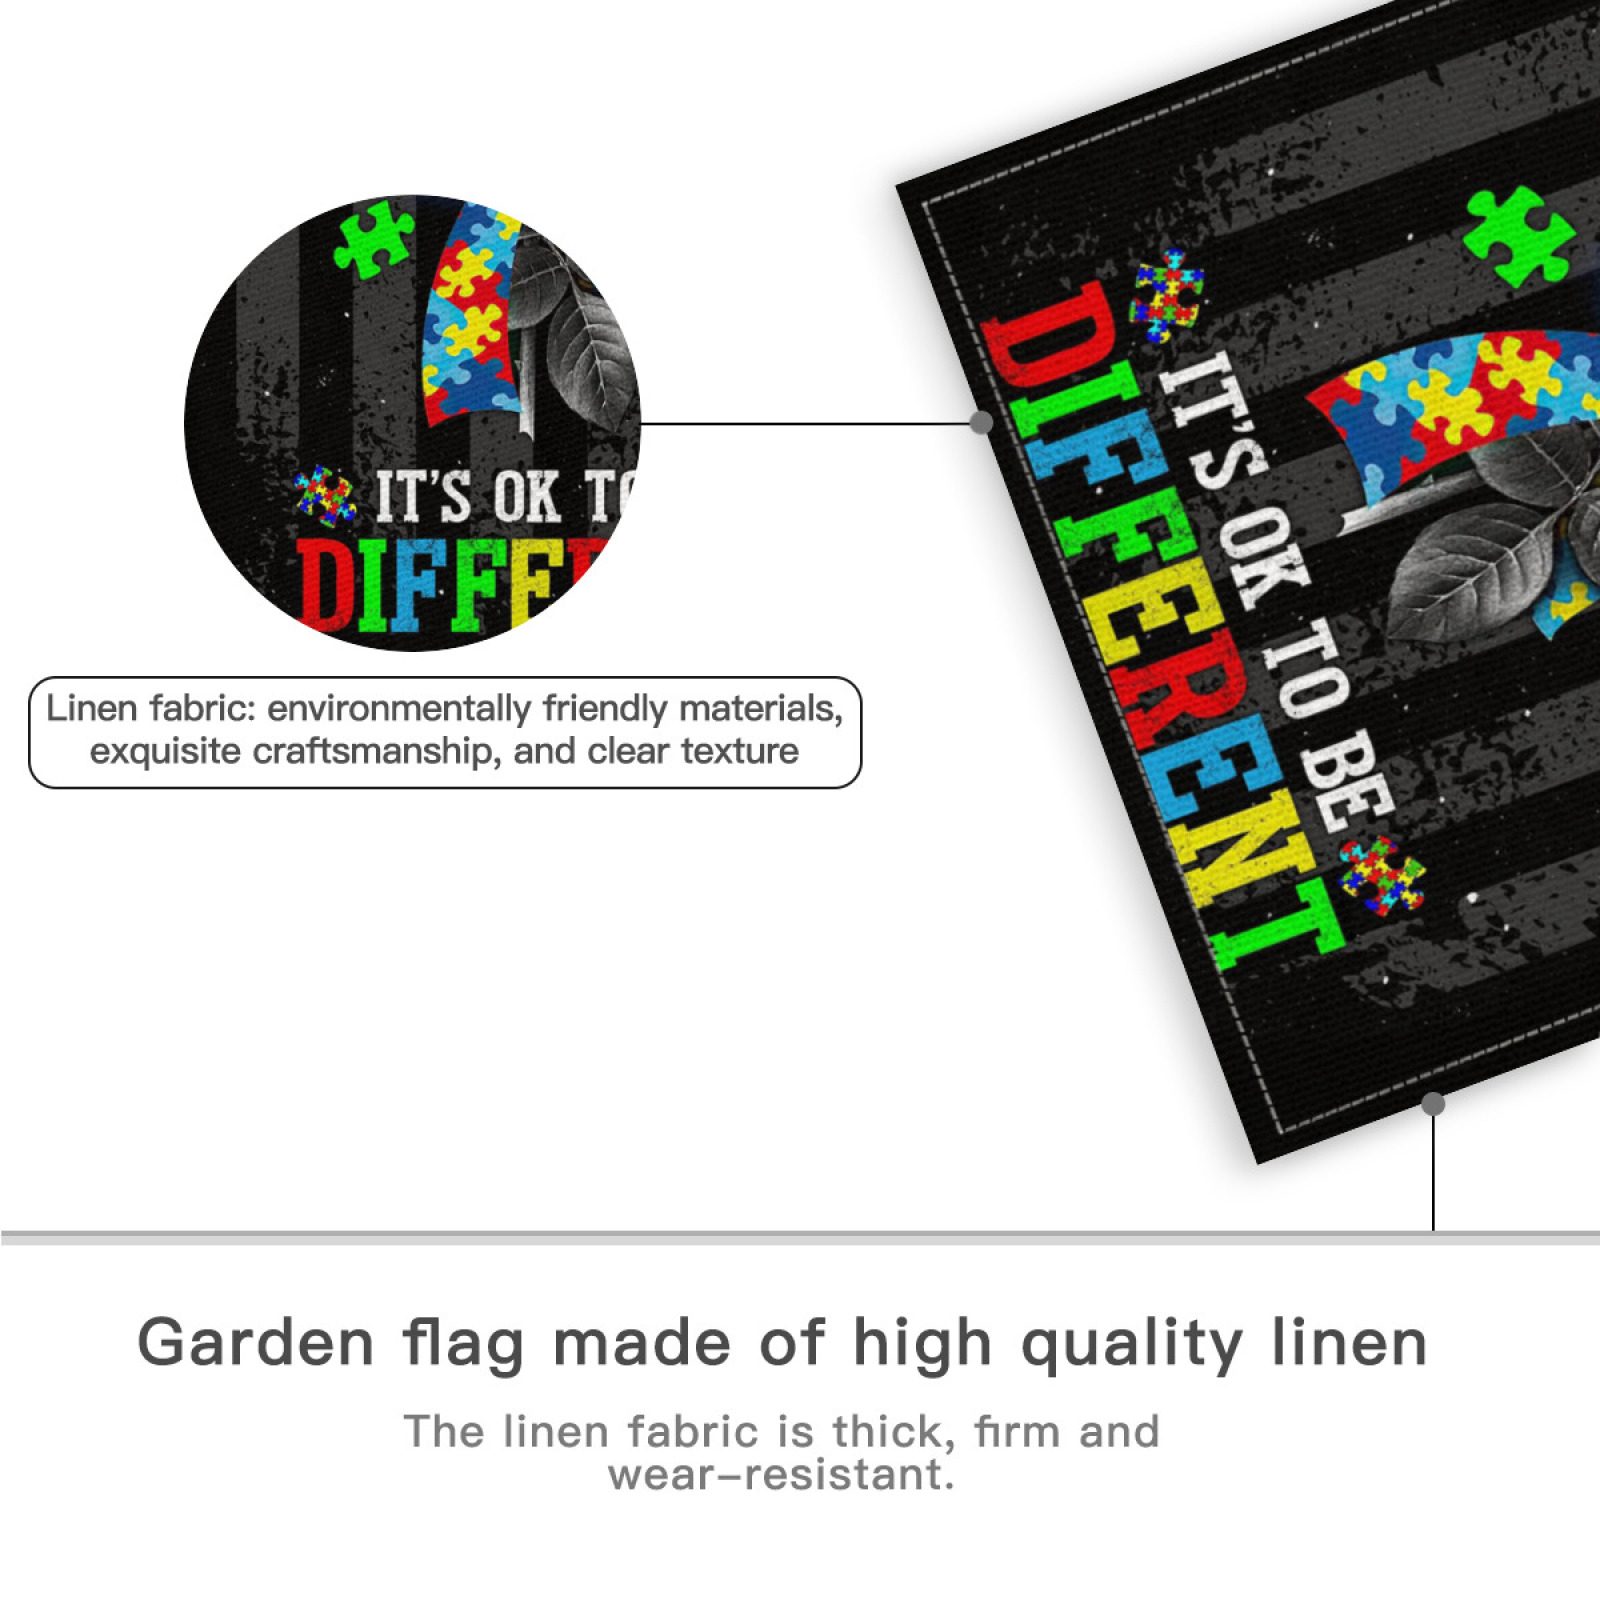 IT'S OK TO
DIFFE
IT'S OK TO BE
DIFFERENT
Linen fabric: environmentally friendly materials,
exquisite craftsmanship, and clear texture
Garden flag made of high quality linen
The linen fabric is thick, firm and
wear-resistant.